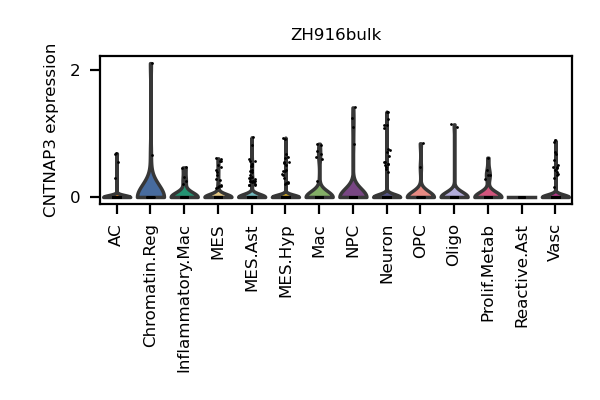 ZH916bulk
CNTNAP3 expression
2
0
AC
Chromatin.Reg
Inflammatory.Mac
MES
MES.Ast
MES.Hyp
Mac
NPC
Neuron
OPC
Oligo
Prolif.Metab
Reactive.Ast
Vasc